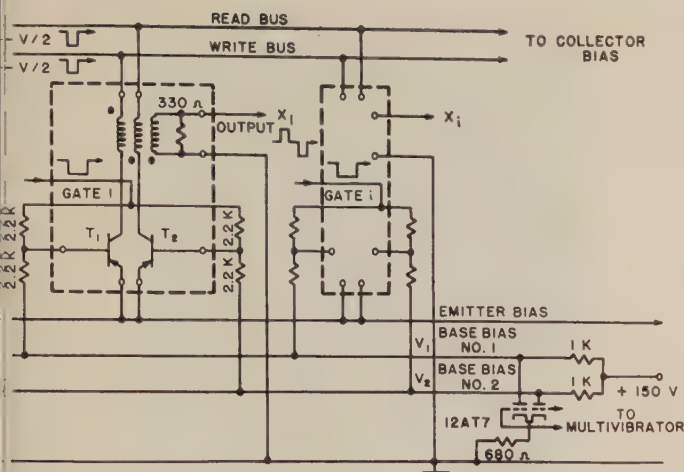 READ BUS
- V/2
WRITE BUS
- V/2
TO COLLECTOR
BIAS
330 Ω
X₁
OUTPUT
Xᵢ
GATE 1
GATE i
2.2 K
2.2 K
T₁
T₂
2.2 K
2.2 K
EMITTER BIAS
V₁
BASE BIAS
NO. 1
1 K
V₂
BASE BIAS
NO. 2
1 K
+ 150 V
12AT7
TO
MULTIVIBRATOR
680 Ω